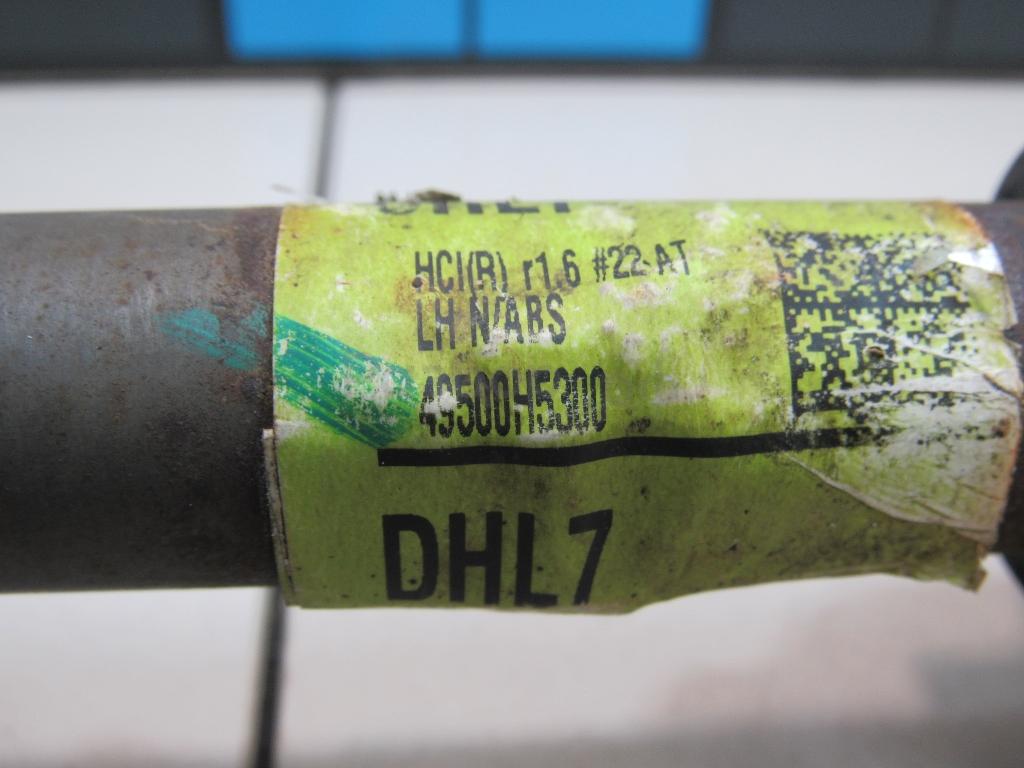 HCI(R) r1.6 #22-AT
LH N/ABS
49500H5300
DHL7